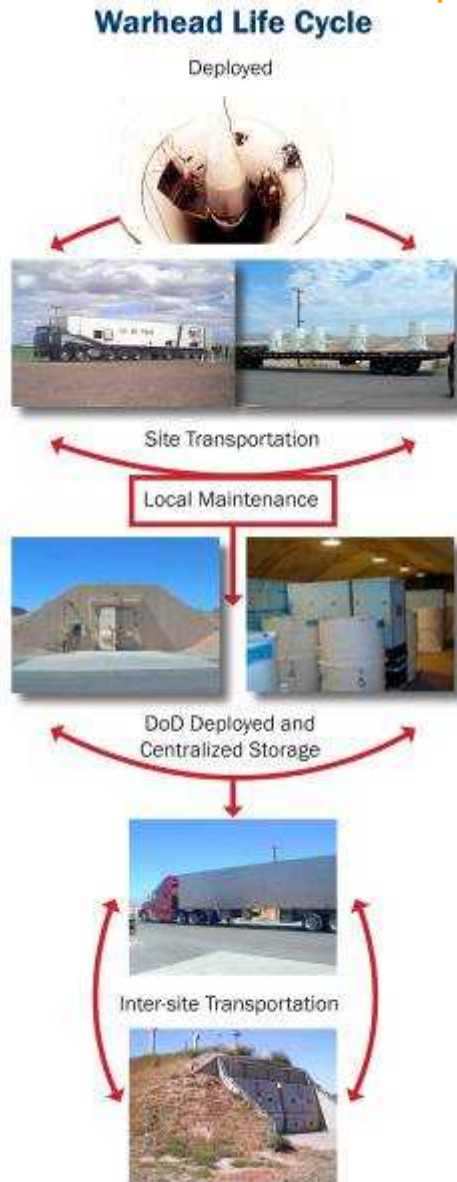 Warhead Life Cycle
Deployed
Site Transportation
Local Maintenance
DoD Deployed and
Centralized Storage
Inter-site Transportation